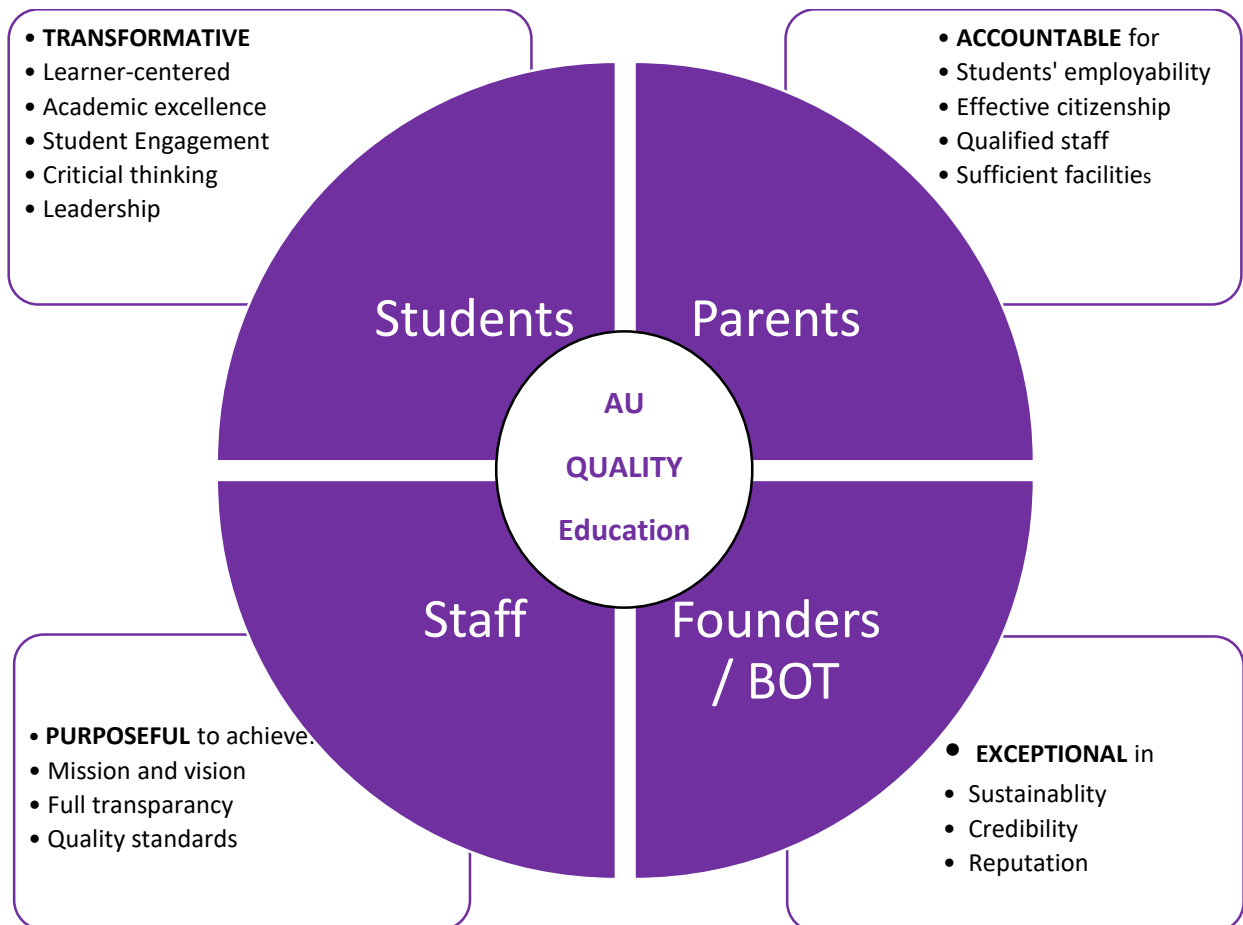 • TRANSFORMATIVE
• Learner-centered
• Academic excellence
• Student Engagement
• Criticial thinking
• Leadership
• ACCOUNTABLE for
• Students' employability
• Effective citizenship
• Qualified staff
• Sufficient facilities
Students
Parents
AU
QUALITY
Education
Staff
Founders
/ BOT
• PURPOSEFUL to achieve:
• Mission and vision
• Full transparancy
• Quality standards
• EXCEPTIONAL in
• Sustainablity
• Credibility
• Reputation